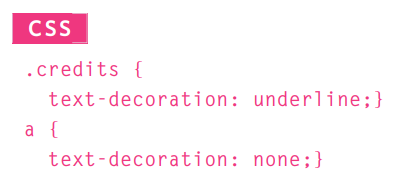 CSS
.credits {
  text-decoration: underline;}
a {
  text-decoration: none;}